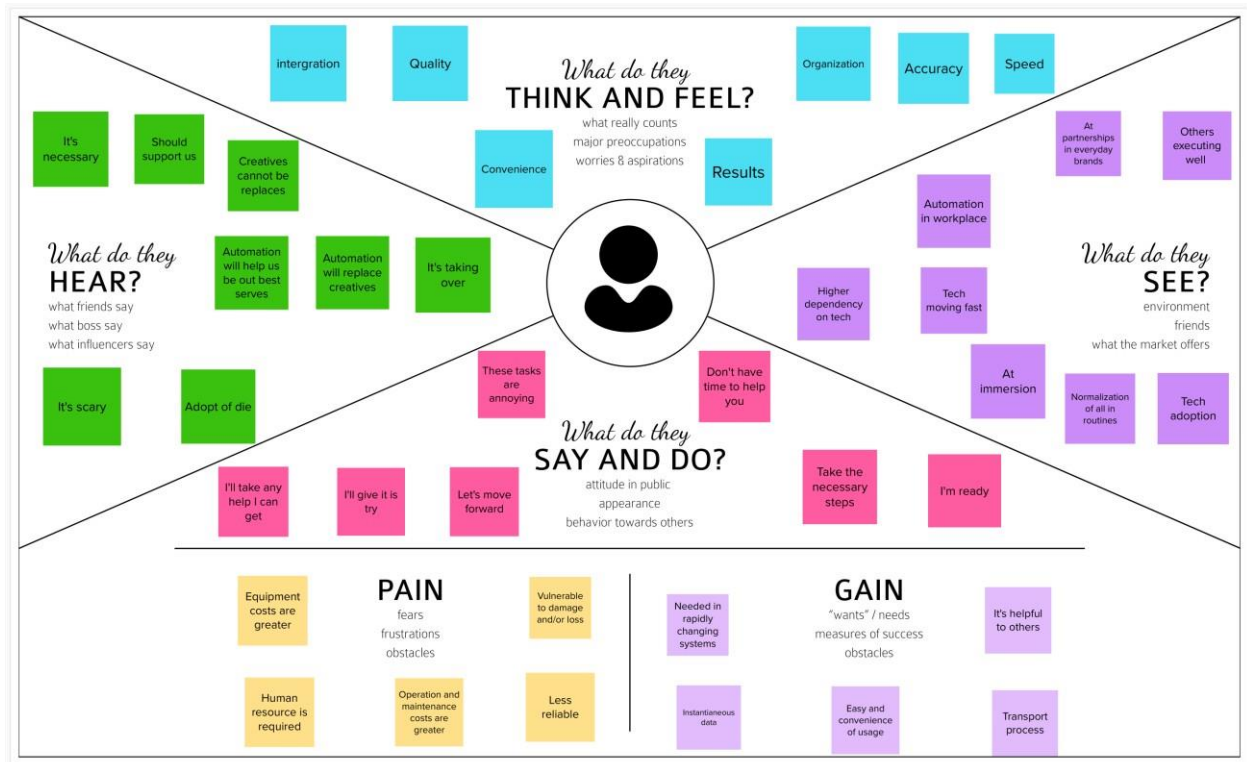 intergration
Quality
What do they
THINK AND FEEL?
what really counts
major preoccupations
worries & aspirations
Organization
Accuracy
Speed
Convenience
Results
It's
necessary
Should
support us
Creatives
cannot be
replaces
What do they
HEAR?
what friends say
what boss say
what influencers say
Automation
will help us
be out best
serves
Automation
will replace
creatives
It's taking
over
It's scary
Adopt of die
At
partnerships
in everyday
brands
Others
executing
well
Automation
in workplace
What do they
SEE?
environment
friends
what the market offers
Higher
dependency
on tech
Tech
moving fast
At
immersion
Normalization
of all in
routines
Tech
adoption
These tasks
are
annoying
Don't have
time to help
you
What do they
SAY AND DO?
attitude in public
appearance
behavior towards others
I'll take any
help I can
get
I'll give it is
try
Let's move
forward
Take the
necessary
steps
I'm ready
PAIN
fears
frustrations
obstacles
Equipment
costs are
greater
Vulnerable
to damage
and/or loss
Human
resource is
required
Operation and
maintenance
costs are
greater
Less
reliable
GAIN
"wants" / needs
measures of success
obstacles
Needed in
rapidly
changing
systems
It's helpful
to others
Instantaneous
data
Easy and
convenience
of usage
Transport
process